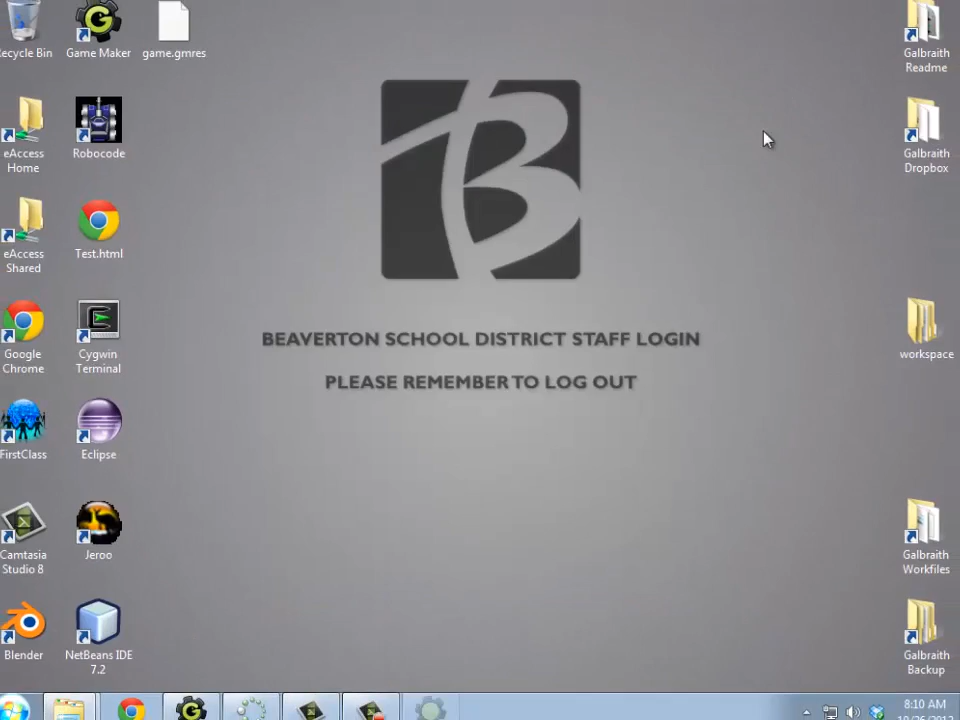 Recycle Bin
Game Maker
game.gmres
Galbraith
Readme
eAccess
Home
Robocode
Galbraith
Dropbox
eAccess
Shared
Test.html
Google
Chrome
Cygwin
Terminal
B
BEAVERTON SCHOOL DISTRICT STAFF LOGIN
PLEASE REMEMBER TO LOG OUT
workspace
FirstClass
Eclipse
Camtasia
Studio 8
Jeroo
Galbraith
Workfiles
Blender
NetBeans IDE
7.2
Galbraith
Backup
8:10 AM